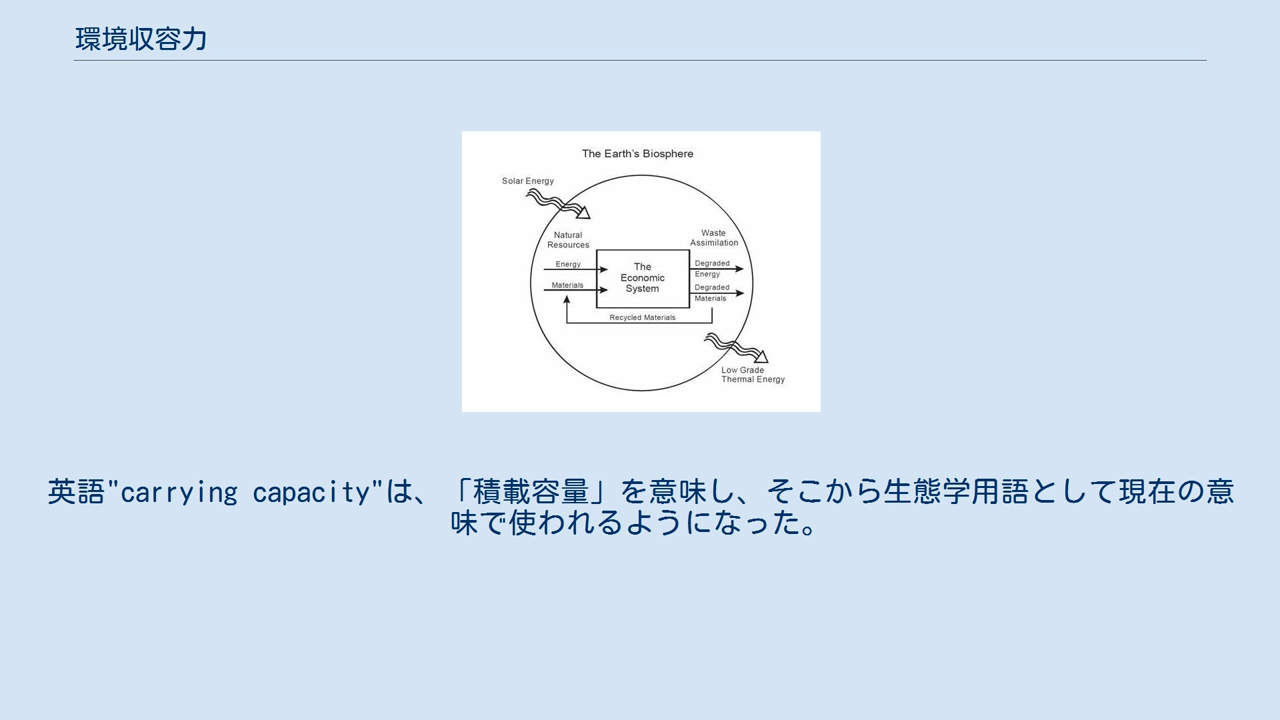 環境収容力
The Earth's Biosphere
Solar Energy
Natural
Resources
Waste
Assimilation
Energy
Materials
The
Economic
System
Degraded
Energy
Degraded
Materials
Recycled Materials
Low Grade
Thermal Energy
英語"carrying capacity"は、「積載容量」を意味し、そこから生態学用語として現在の意
味で使われるようになった。